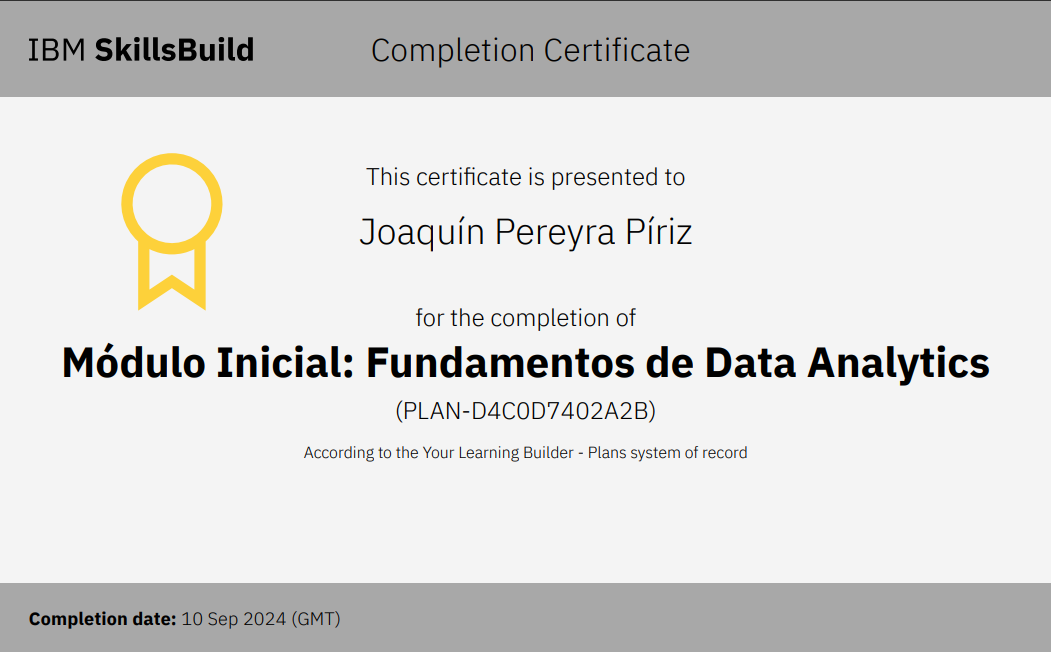 IBM SkillsBuild
Completion Certificate
This certificate is presented to
Joaquín Pereyra Píriz
for the completion of
Módulo Inicial: Fundamentos de Data Analytics
(PLAN-D4C0D7402A2B)
According to the Your Learning Builder - Plans system of record
Completion date: 10 Sep 2024 (GMT)